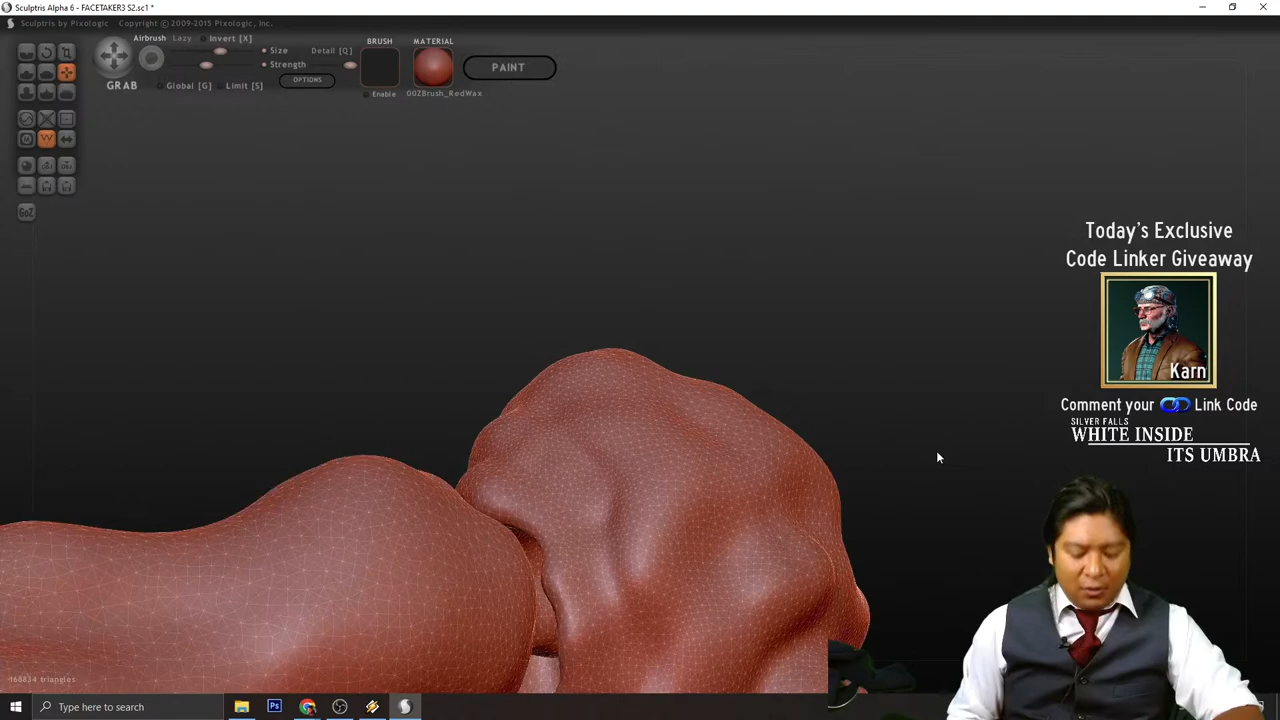 Sculptris Alpha 6 - FACETAKER3 S2.sc1 *
Sculptris by Pixologic Copyright © 2009-2015 Pixologic, Inc.
Airbrush Lazy Invert [X]
Size Detail [Q]
Strength
GRAB Global [G] Limit [S] OPTIONS
BRUSH
Enable
MATERIAL
00ZBrush_RedWax
PAINT
GoZ
Today's Exclusive
Code Linker Giveaway
Karn
Comment your Link Code
SILVER FALLS
WHITE INSIDE
ITS UMBRA
168834 triangles
Type here to search